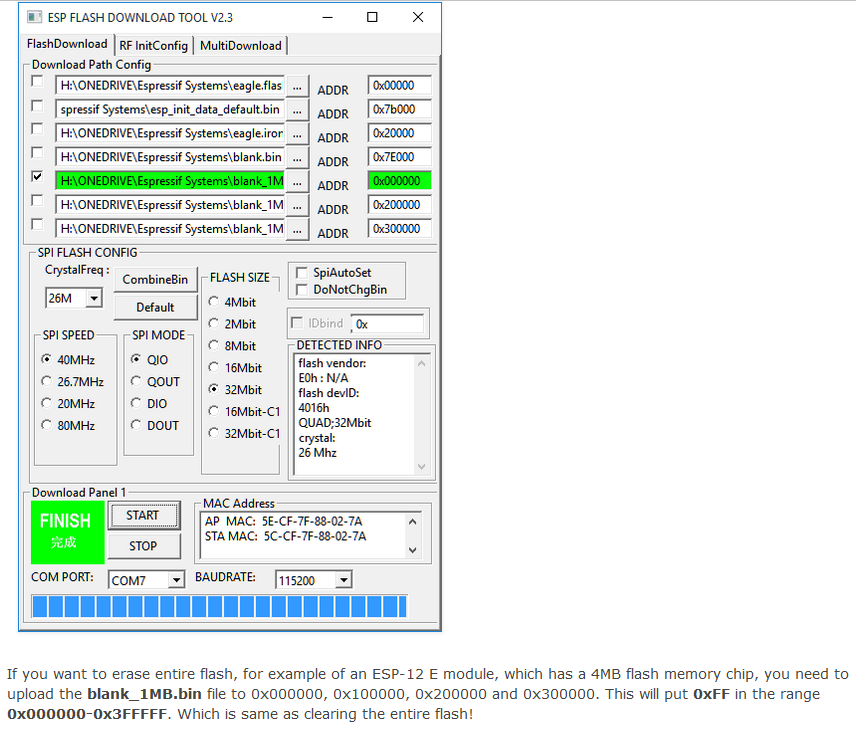 ESP FLASH DOWNLOAD TOOL V2.3
FlashDownload RF InitConfig MultiDownload
Download Path Config
H:\ONEDRIVE\Espressif Systems\eagle.flas ... ADDR 0x00000
spressif Systems\esp_init_data_default.bin ... ADDR 0x7b000
H:\ONEDRIVE\Espressif Systems\eagle.iron ... ADDR 0x20000
H:\ONEDRIVE\Espressif Systems\blank.bin ... ADDR 0x7E000
H:\ONEDRIVE\Espressif Systems\blank_1M ... ADDR 0x000000
H:\ONEDRIVE\Espressif Systems\blank_1M ... ADDR 0x200000
H:\ONEDRIVE\Espressif Systems\blank_1M ... ADDR 0x300000
SPI FLASH CONFIG
CrystalFreq :
26M
CombineBin
Default
SPI SPEED
40MHz
26.7MHz
20MHz
80MHz
SPI MODE
QIO
QOUT
DIO
DOUT
FLASH SIZE
4Mbit
2Mbit
8Mbit
16Mbit
32Mbit
16Mbit-C1
32Mbit-C1
SpiAutoSet
DoNotChgBin
IDbind 0x
DETECTED INFO
flash vendor:
E0h : N/A
flash devID:
4016h
QUAD;32Mbit
crystal:
26 Mhz
Download Panel 1
FINISH
完成
START
STOP
MAC Address
AP MAC: 5E-CF-7F-88-02-7A
STA MAC: 5C-CF-7F-88-02-7A
COM PORT: COM7 BAUDRATE: 115200
If you want to erase entire flash, for example of an ESP-12 E module, which has a 4MB flash memory chip, you need to
upload the blank_1MB.bin file to 0x000000, 0x100000, 0x200000 and 0x300000. This will put 0xFF in the range
0x000000-0x3FFFFF. Which is same as clearing the entire flash!